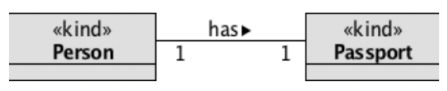 «kind» has▸ «kind»
Person 1 1 Passport